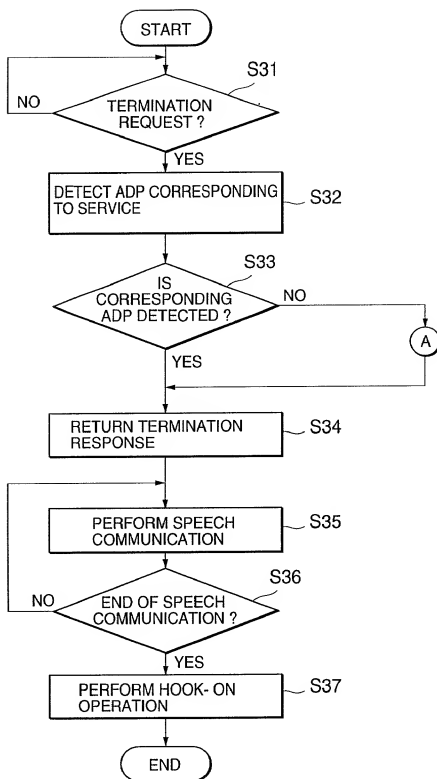 START
S31
NO
TERMINATION
REQUEST ?
YES
DETECT ADP CORRESPONDING
TO SERVICE
S32
S33
IS
CORRESPONDING
ADP DETECTED ?
NO
A
YES
RETURN TERMINATION
RESPONSE
S34
PERFORM SPEECH
COMMUNICATION
S35
S36
NO
END OF SPEECH
COMMUNICATION ?
YES
PERFORM HOOK- ON
OPERATION
S37
END